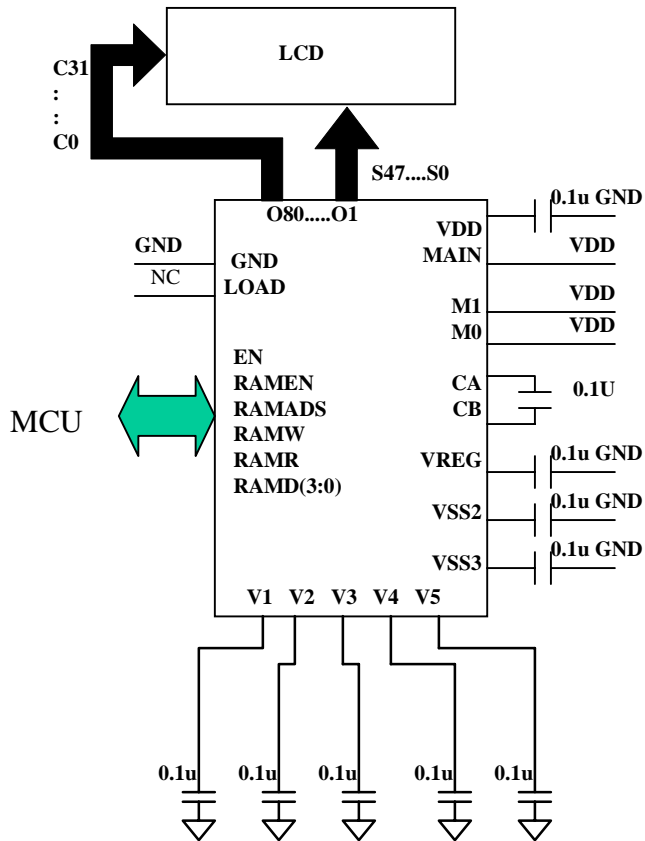 LCD
C31
:
:
C0
S47....S0
O80.....O1
0.1u GND
VDD
GND
GND
MAIN
VDD
NC
LOAD
M1
VDD
M0
VDD
EN
RAMEN
RAMADS
RAMW
RAMR
RAMD(3:0)
MCU
CA
CB
0.1U
VREG
0.1u GND
VSS2
0.1u GND
VSS3
0.1u GND
V1 V2 V3 V4 V5
0.1u 0.1u 0.1u 0.1u 0.1u